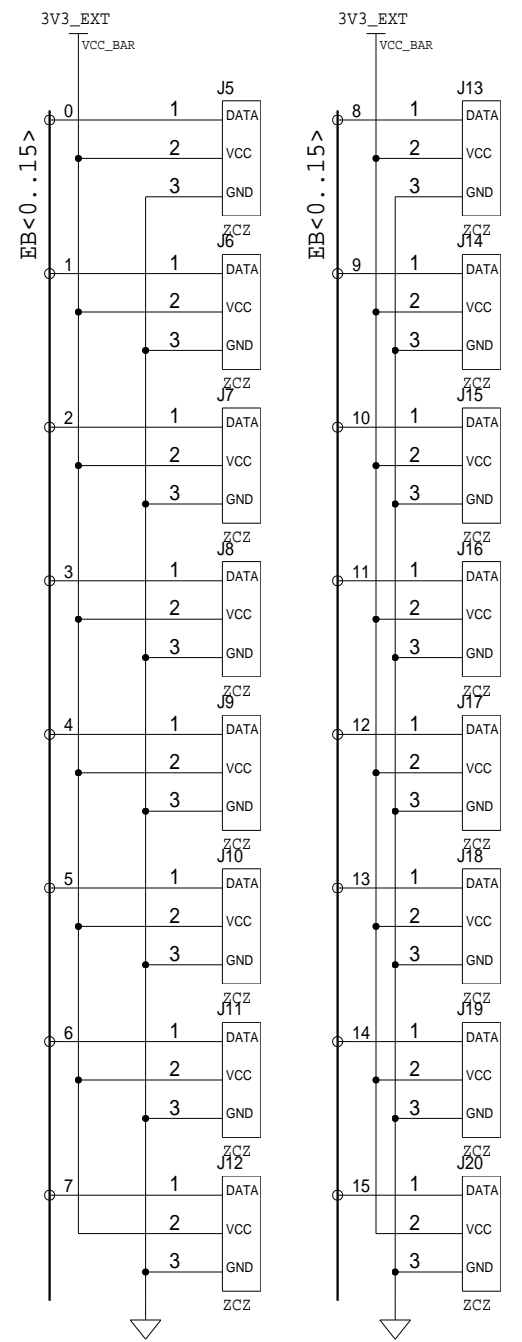 3V3_EXT
VCC_BAR
EB<0..15>
J5
0 1 DATA
2 VCC
3 GND
ZCZ
J6
1 1 DATA
2 VCC
3 GND
ZCZ
J7
2 1 DATA
2 VCC
3 GND
ZCZ
J8
3 1 DATA
2 VCC
3 GND
ZCZ
J9
4 1 DATA
2 VCC
3 GND
ZCZ
J10
5 1 DATA
2 VCC
3 GND
ZCZ
J11
6 1 DATA
2 VCC
3 GND
ZCZ
J12
7 1 DATA
2 VCC
3 GND
ZCZ
3V3_EXT
VCC_BAR
EB<0..15>
J13
8 1 DATA
2 VCC
3 GND
ZCZ
J14
9 1 DATA
2 VCC
3 GND
ZCZ
J15
10 1 DATA
2 VCC
3 GND
ZCZ
J16
11 1 DATA
2 VCC
3 GND
ZCZ
J17
12 1 DATA
2 VCC
3 GND
ZCZ
J18
13 1 DATA
2 VCC
3 GND
ZCZ
J19
14 1 DATA
2 VCC
3 GND
ZCZ
J20
15 1 DATA
2 VCC
3 GND
ZCZ